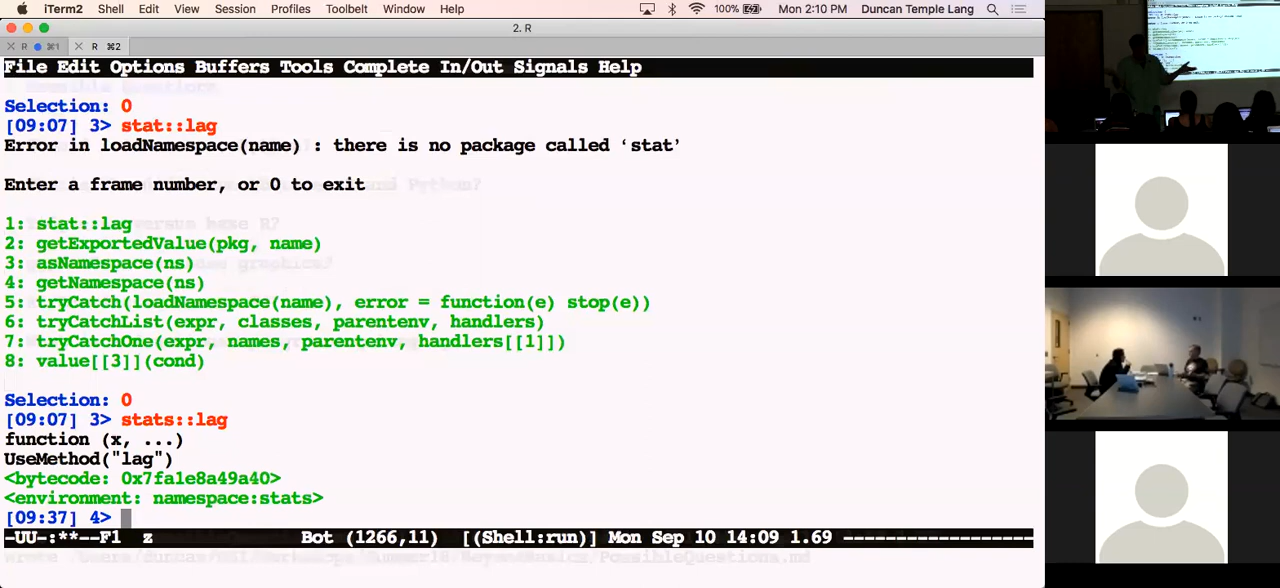 iTerm2 Shell Edit View Session Profiles Toolbelt Window Help 100% Mon 2:10 PM Duncan Temple Lang
2. R
R ⌘1 R ⌘2
File Edit Options Buffers Tools Complete In/Out Signals Help
Selection: 0
[09:07] 3> stat::lag
Error in loadNamespace(name) : there is no package called ‘stat’
Enter a frame number, or 0 to exit
Python?
1: stat::lag
versus base R?
2: getExportedValue(pkg, name)
3: asNamespace(ns)
graphics?
4: getNamespace(ns)
5: tryCatch(loadNamespace(name), error = function(e) stop(e))
6: tryCatchList(expr, classes, parentenv, handlers)
7: tryCatchOne(expr, names, parentenv, handlers[[1]])
8: value[[3]](cond)
Selection: 0
[09:07] 3> stats::lag
function (x, ...)
UseMethod("lag")
<bytecode: 0x7fa1e8a49a40>
<environment: namespace:stats>
[09:37] 4>
-UU-:**--F1 z Bot (1266,11) [(Shell:run)] Mon Sep 10 14:09 1.69 ------------------